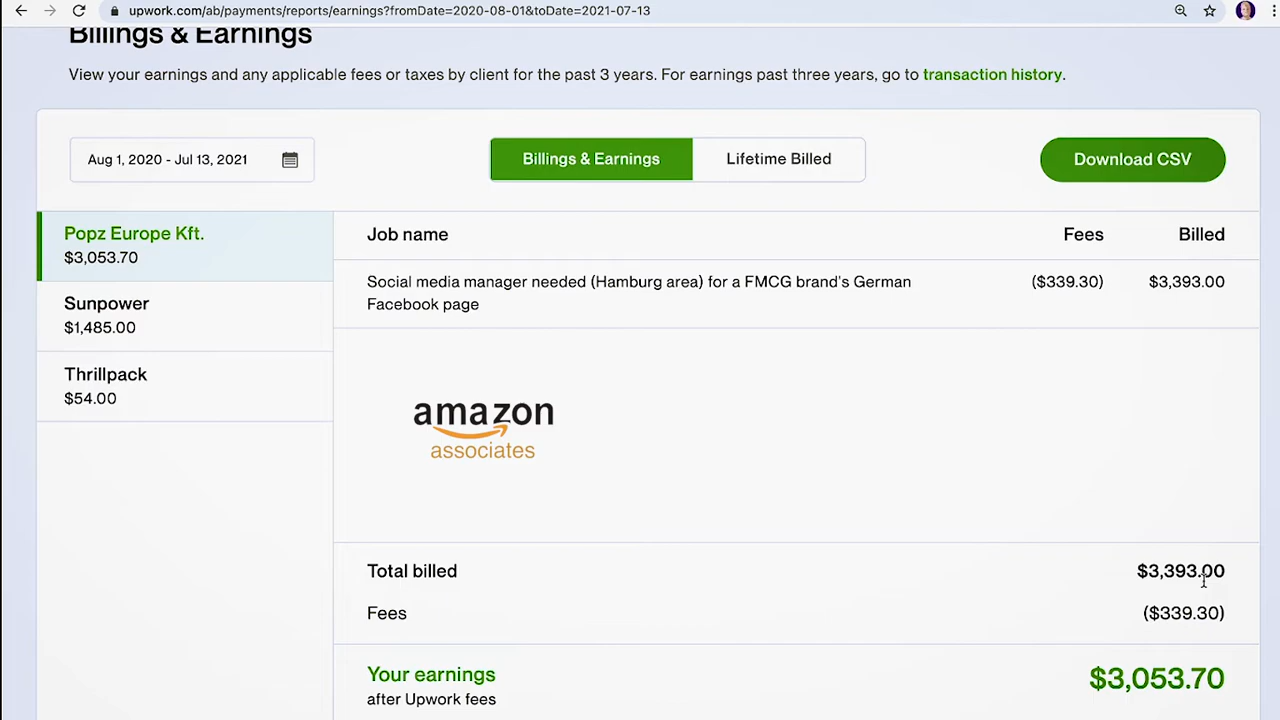 upwork.com/ab/payments/reports/earnings?fromDate=2020-08-01&toDate=2021-07-13
Billings & Earnings
View your earnings and any applicable fees or taxes by client for the past 3 years. For earnings past three years, go to transaction history.
Aug 1, 2020 - Jul 13, 2021
Billings & Earnings
Lifetime Billed
Download CSV
Popz Europe Kft.
$3,053.70
Sunpower
$1,485.00
Thrillpack
$54.00
Job name Fees Billed
Social media manager needed (Hamburg area) for a FMCG brand's German ($339.30) $3,393.00
Facebook page
amazon
associates
Total billed $3,393.00
Fees ($339.30)
Your earnings $3,053.70
after Upwork fees